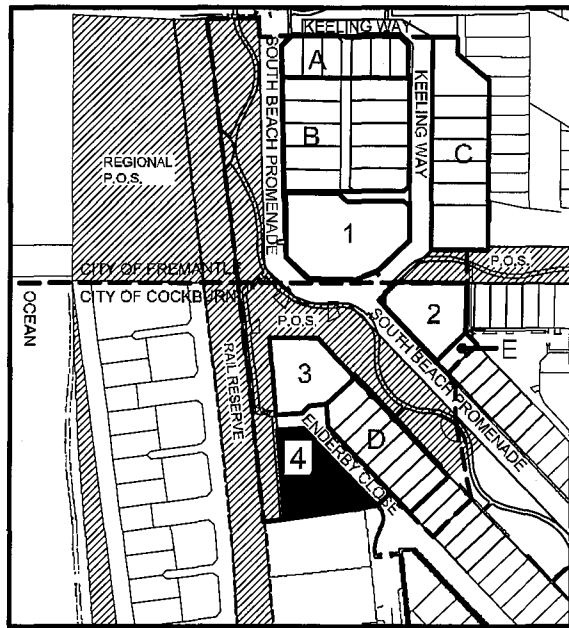 KEELING WAY
A
SOUTH BEACH PROMENADE
KEELING WAY
B
C
REGIONAL
P.O.S.
1
P.O.S.
CITY OF FREMANTLE
CITY OF COCKBURN
OCEAN
P.O.S.
2
E
SOUTH BEACH PROMENADE
3
RAIL RESERVE
D
4
ENDERBY CLOSE